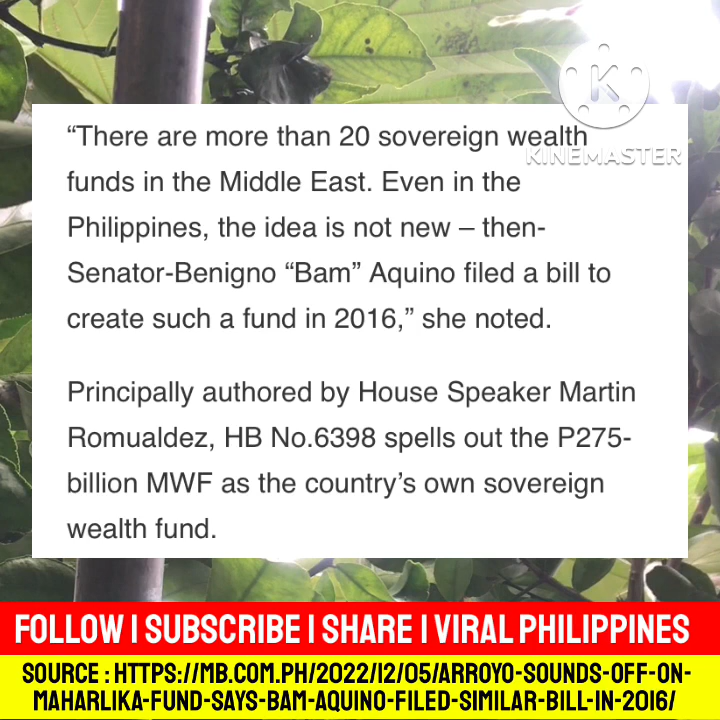 K
KINEMASTER
“There are more than 20 sovereign wealth
funds in the Middle East. Even in the
Philippines, the idea is not new – then-
Senator-Benigno “Bam” Aquino filed a bill to
create such a fund in 2016,” she noted.
Principally authored by House Speaker Martin
Romualdez, HB No.6398 spells out the P275-
billion MWF as the country’s own sovereign
wealth fund.
FOLLOW | SUBSCRIBE | SHARE | VIRAL PHILIPPINES
SOURCE : HTTPS://MB.COM.PH/2022/12/05/ARROYO-SOUNDS-OFF-ON-
MAHARLIKA-FUND-SAYS-BAM-AQUINO-FILED-SIMILAR-BILL-IN-2016/